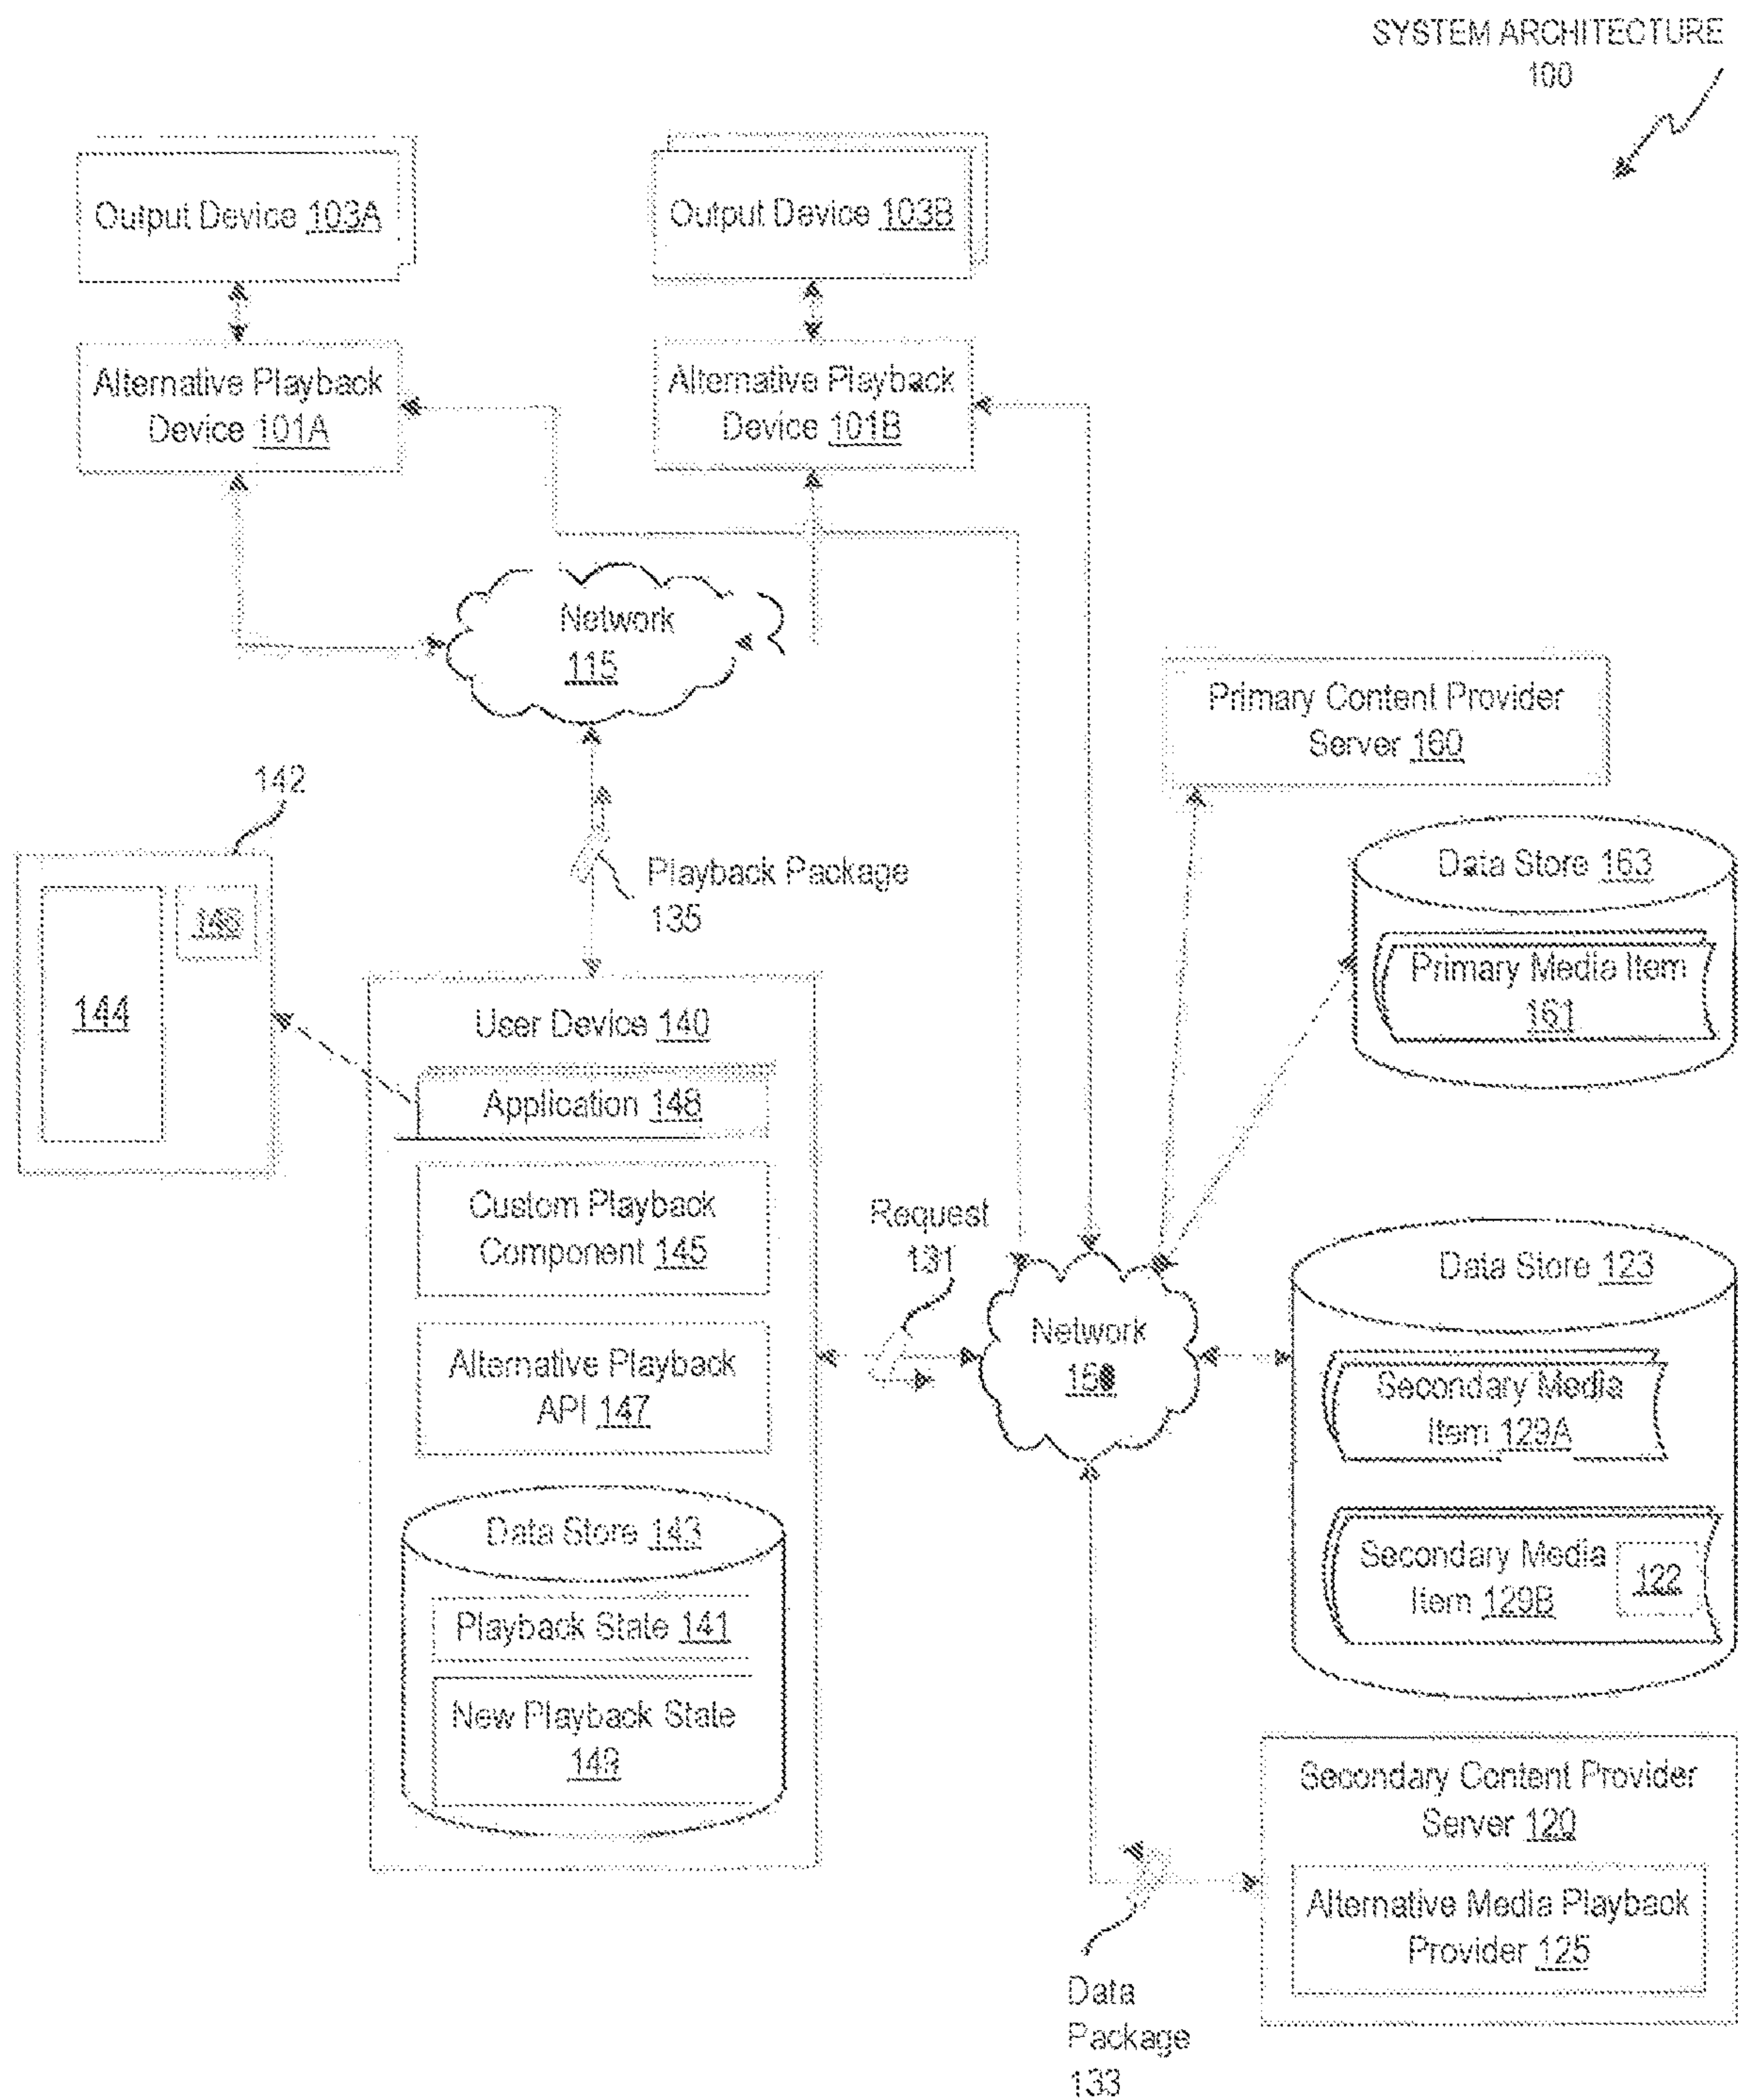 SYSTEM ARCHITECTURE
100
Output Device 103A
Output Device 103B
Alternative Playback
Device 101A
Alternative Playback
Device 101B
Network
115
Primary Content Provider
Server 160
142
Data Store 163
Playback Package
135
144
Primary Media Item
161
User Device 140
Application 148
Custom Playback
Component 145
Request
131
Data Store 123
Network
Alternative Playback
API 147
Secondary Media
Item 129A
Data Store 143
Secondary Media
Item 129B
122
Playback State 141
New Playback State
149
Secondary Content Provider
Server 120
Alternative Media Playback
Provider 125
Data
Package
133